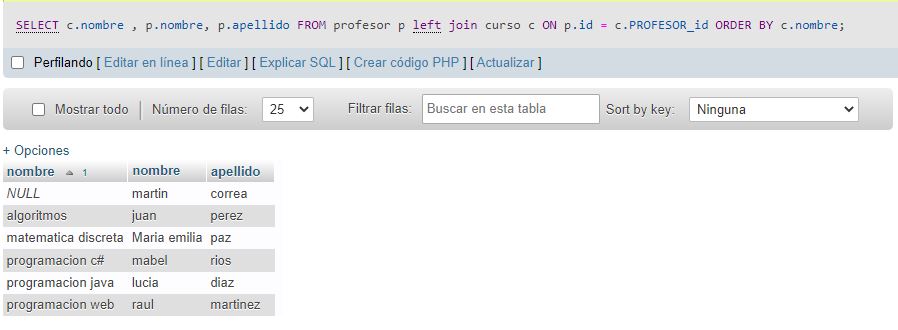 SELECT c.nombre , p.nombre, p.apellido FROM profesor p left join curso c ON p.id = c.PROFESOR_id ORDER BY c.nombre;
Perfilando [ Editar en línea ] [ Editar ] [ Explicar SQL ] [ Crear código PHP ] [ Actualizar ]
Mostrar todo Número de filas: 25 Filtrar filas: Buscar en esta tabla Sort by key: Ninguna
+ Opciones
nombre 1 nombre apellido
NULL martin correa
algoritmos juan perez
matematica discreta Maria emilia paz
programacion c# mabel rios
programacion java lucia diaz
programacion web raul martinez